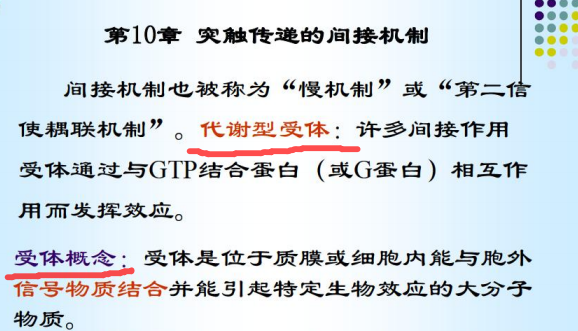 第10章 突触传递的间接机制
间接机制也被称为“慢机制”或“第二信
使耦联机制”。代谢型受体：许多间接作用
受体通过与GTP结合蛋白（或G蛋白）相互作
用而发挥效应。
受体概念：受体是位于质膜或细胞内能与胞外
信号物质结合并能引起特定生物效应的大分子
物质。